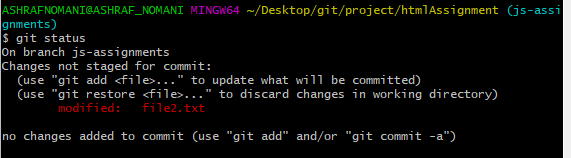 ASHRAFNOMANI@ASHRAF_NOMANI MINGW64 ~/Desktop/git/project/htmlAssignment (js-assi
gnments)
$ git status
On branch js-assignments
Changes not staged for commit:
  (use "git add <file>..." to update what will be committed)
  (use "git restore <file>..." to discard changes in working directory)
        modified:   file2.txt

no changes added to commit (use "git add" and/or "git commit -a")